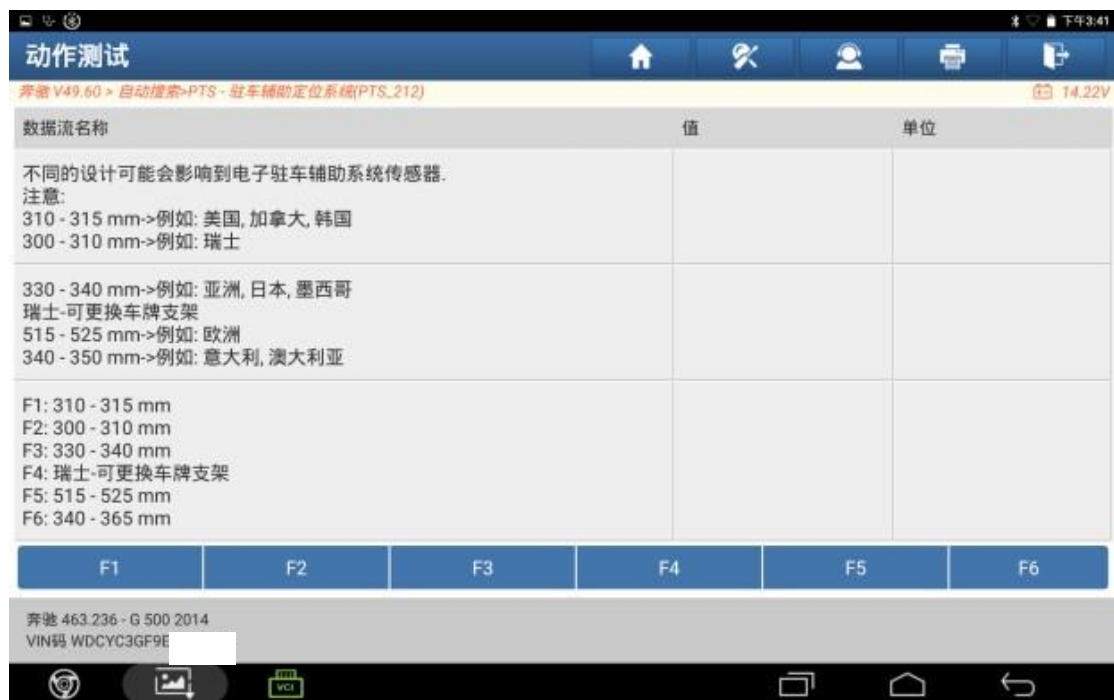 下午3:41
动作测试
奔驰 V49.60 > 自动搜索>PTS - 驻车辅助定位系统(PTS_212)
14.22V
数据流名称 值 单位
不同的设计可能会影响到电子驻车辅助系统传感器.
注意:
310 - 315 mm->例如: 美国, 加拿大, 韩国
300 - 310 mm->例如: 瑞士
330 - 340 mm->例如: 亚洲, 日本, 墨西哥
瑞士-可更换车牌支架
515 - 525 mm->例如: 欧洲
340 - 350 mm->例如: 意大利, 澳大利亚
F1: 310 - 315 mm
F2: 300 - 310 mm
F3: 330 - 340 mm
F4: 瑞士-可更换车牌支架
F5: 515 - 525 mm
F6: 340 - 365 mm
F1 F2 F3 F4 F5 F6
奔驰 463.236 - G 500 2014
VIN码 WDCYC3GF9E
VCI